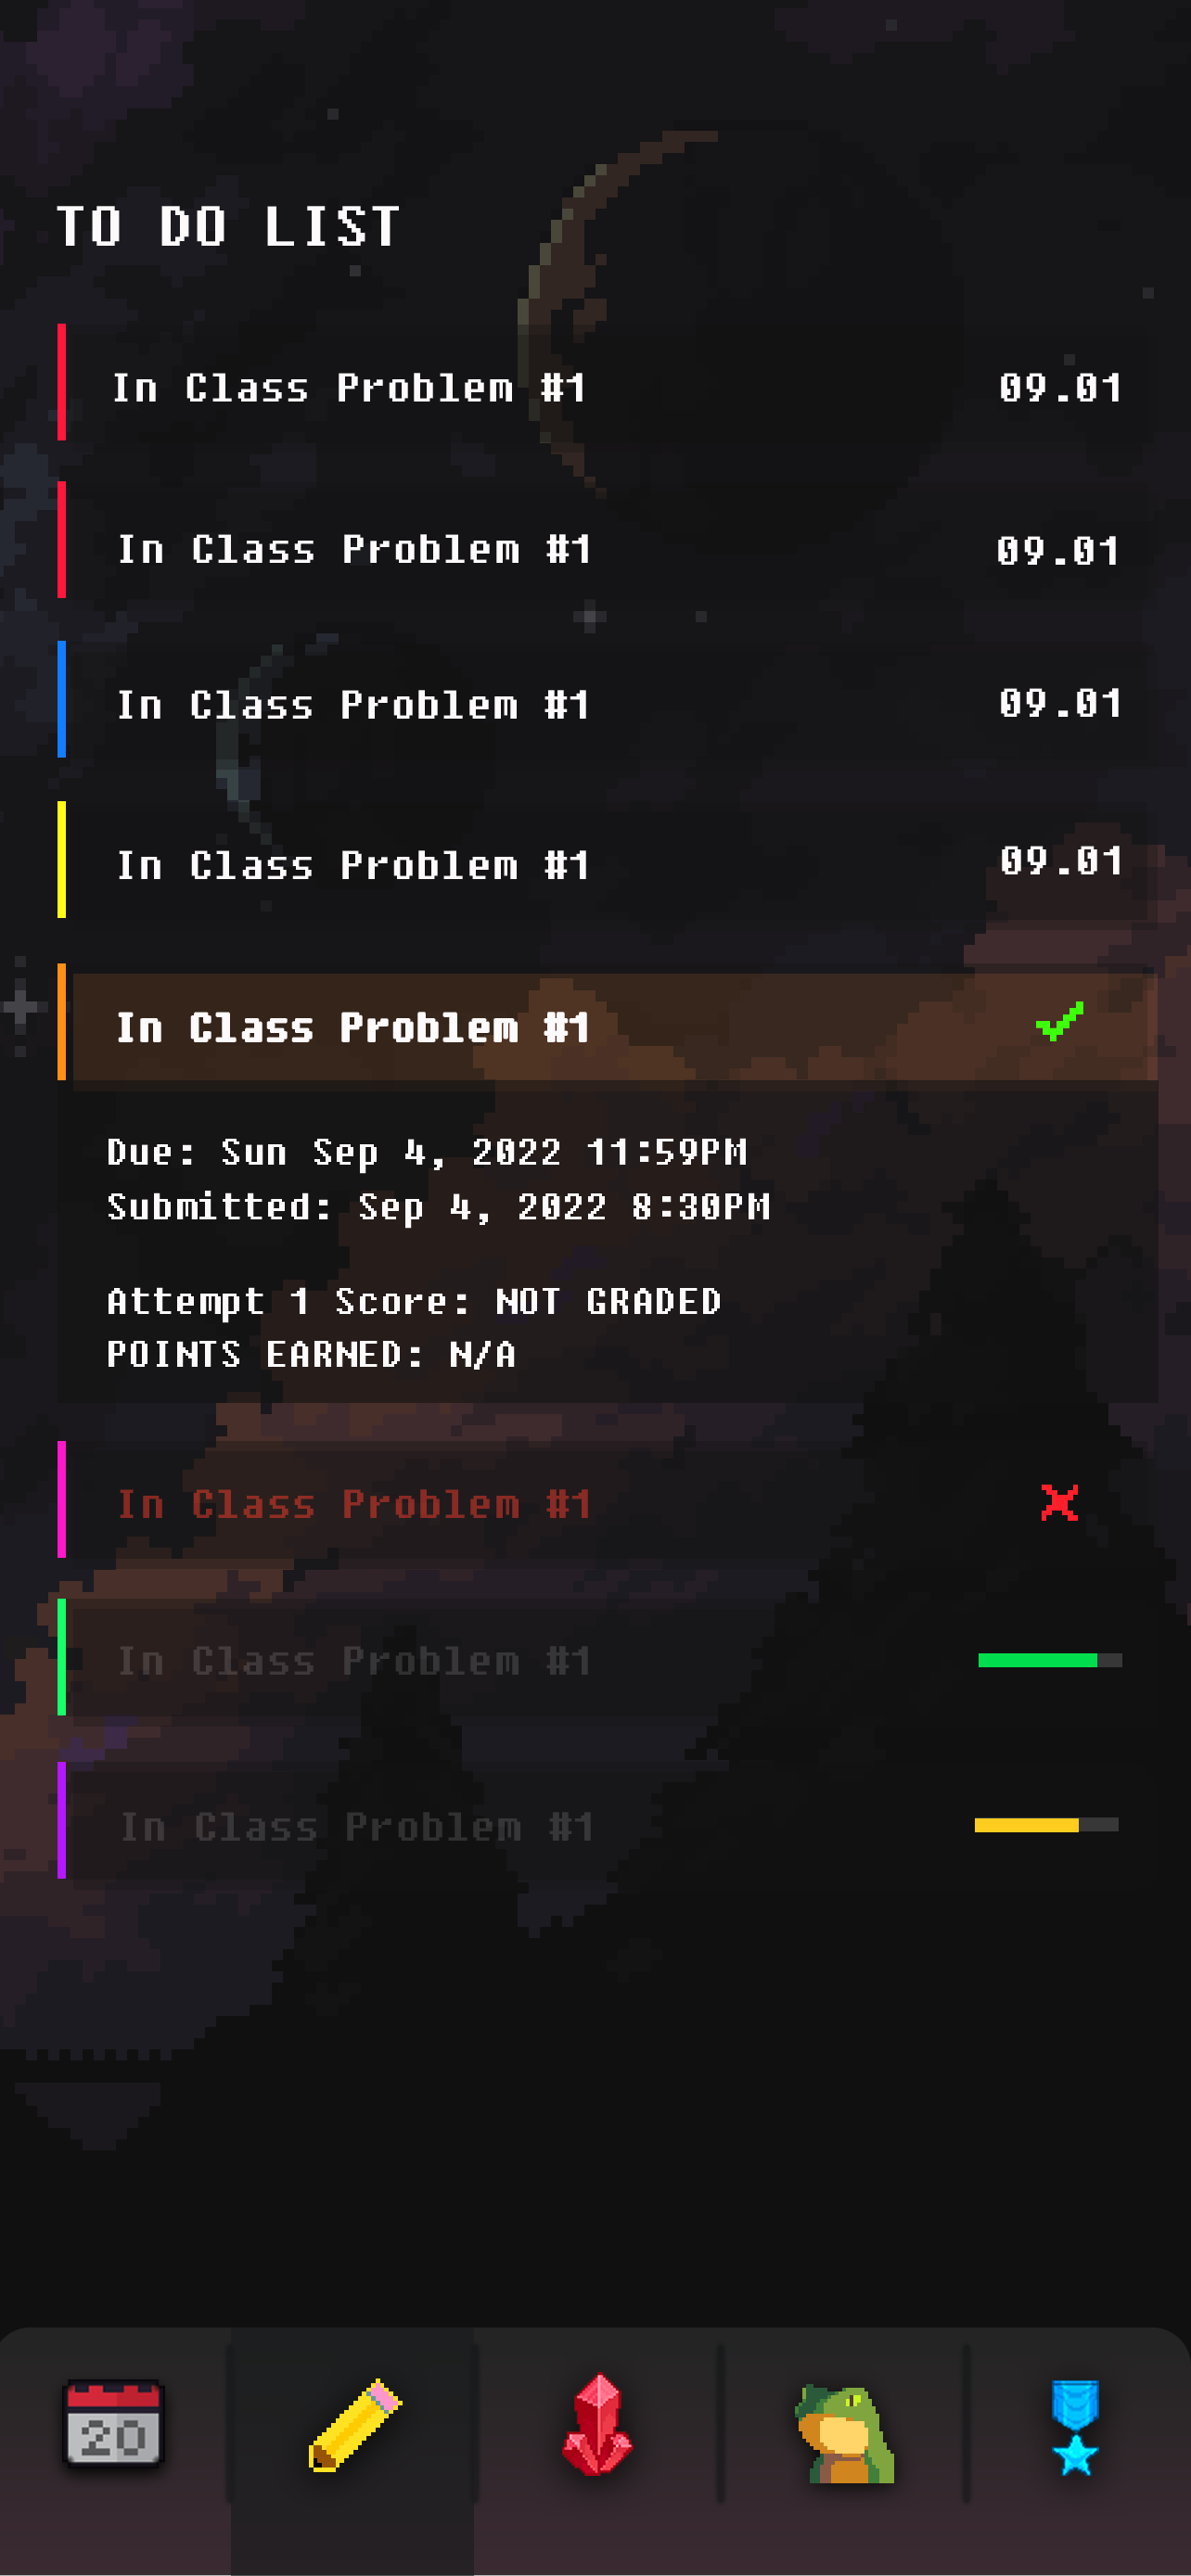 TO DO LIST
In Class Problem #1 09.01
In Class Problem #1 09.01
In Class Problem #1 09.01
In Class Problem #1 09.01
In Class Problem #1
Due: Sun Sep 4, 2022 11:59PM
Submitted: Sep 4, 2022 8:30PM
Attempt 1 Score: NOT GRADED
POINTS EARNED: N/A
In Class Problem #1
In Class Problem #1
In Class Problem #1
20